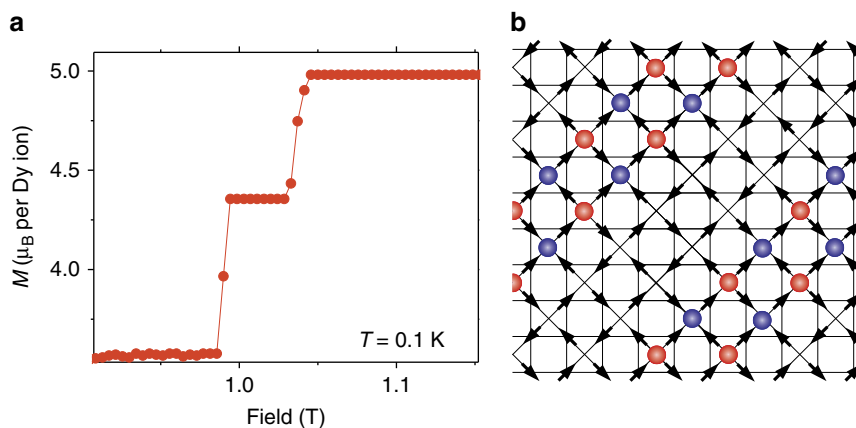 a
5.0
4.5
4.0
M (μB per Dy ion)
T = 0.1 K
1.0
1.1
Field (T)
b